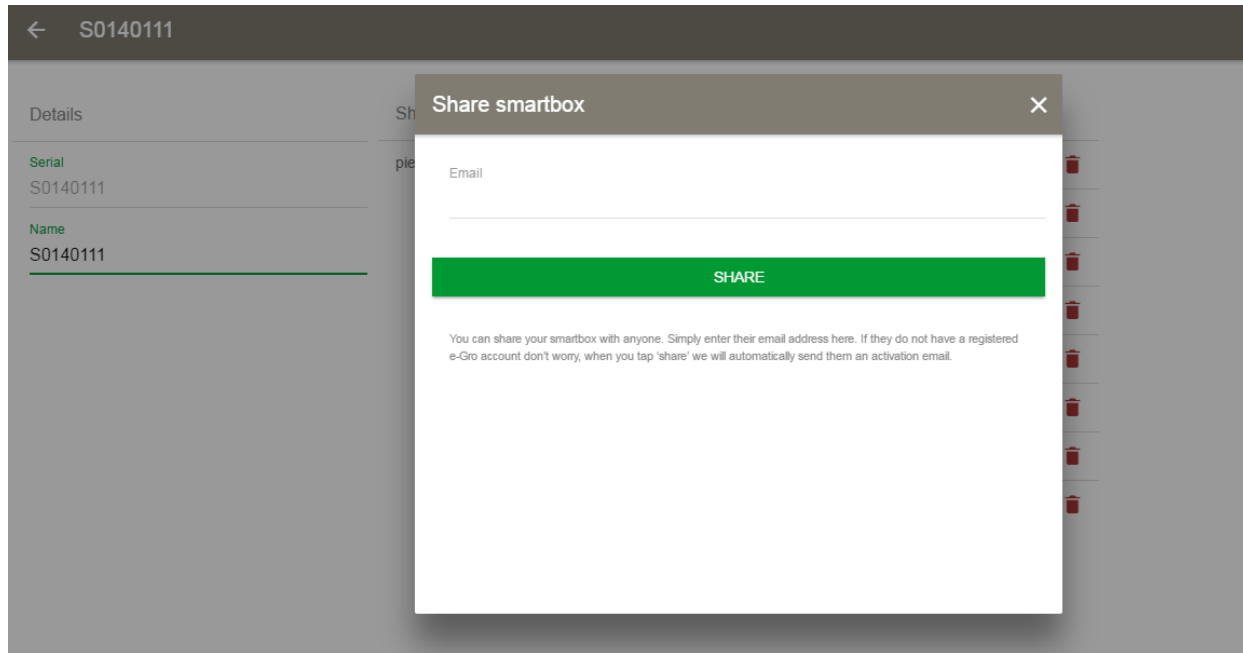 S0140111
Share smartbox
Details
Serial
S0140111
Name
S0140111
Email
SHARE
You can share your smartbox with anyone. Simply enter their email address here. If they do not have a registered
e-Gro account don't worry, when you tap 'share' we will automatically send them an activation email.